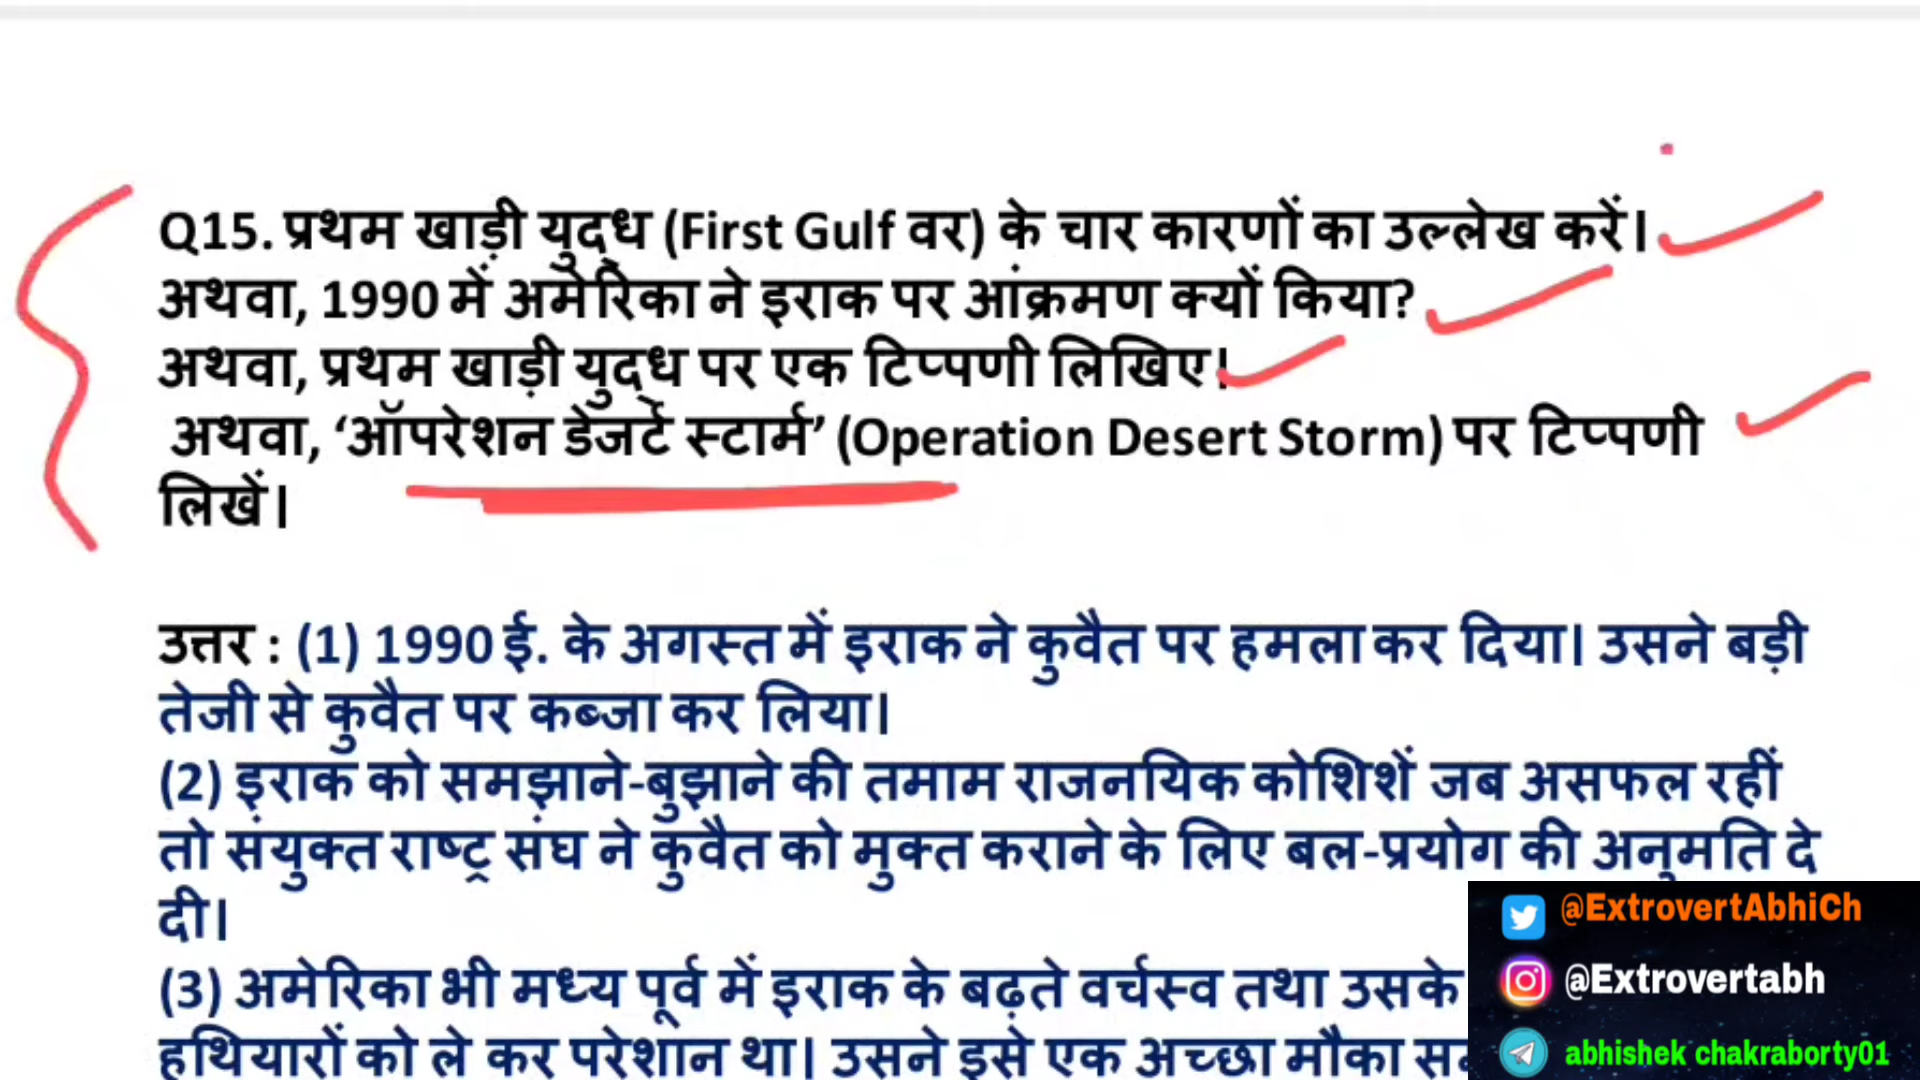 Q15. प्रथम खाड़ी युद्ध (First Gulf वर) के चार कारणों का उल्लेख करें।
अथवा, 1990 में अमेरिका ने इराक पर आंक्रमण क्यों किया?
अथवा, प्रथम खाड़ी युद्ध पर एक टिप्पणी लिखिए।
अथवा, ‘ऑपरेशन डेजर्ट स्टार्म’ (Operation Desert Storm) पर टिप्पणी
लिखें।
उत्तर : (1) 1990 ई. के अगस्त में इराक ने कुवैत पर हमला कर दिया। उसने बड़ी
तेजी से कुवैत पर कब्जा कर लिया।
(2) इराक को समझाने-बुझाने की तमाम राजनयिक कोशिशें जब असफल रहीं
तो संयुक्त राष्ट्र संघ ने कुवैत को मुक्त कराने के लिए बल-प्रयोग की अनुमति दे
दी।
(3) अमेरिका भी मध्य पूर्व में इराक के बढ़ते वर्चस्व तथा उसके
हथियारों को ले कर परेशान था। उसने इसे एक अच्छा मौका
@ExtrovertAbhiCh
@Extrovertabh
abhishek chakraborty01